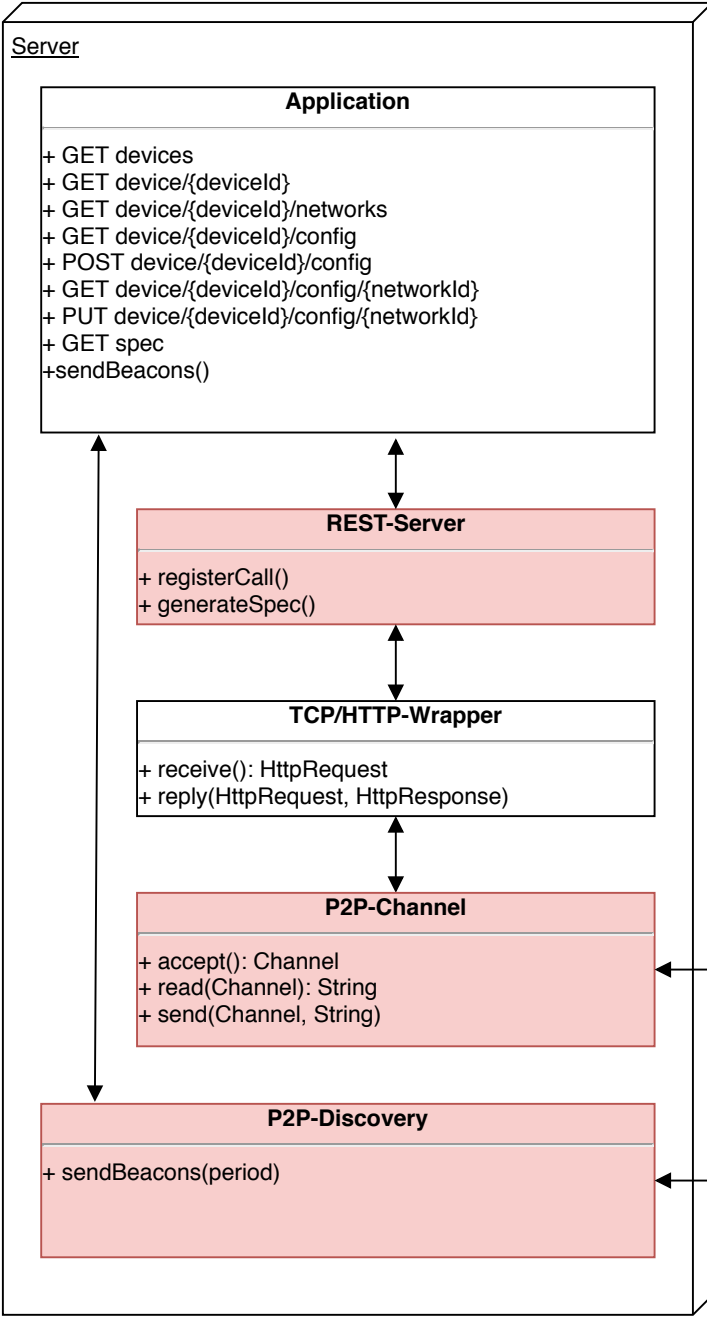 Server
Application
+ GET devices
+ GET device/{deviceId}
+ GET device/{deviceId}/networks
+ GET device/{deviceId}/config
+ POST device/{deviceId}/config
+ GET device/{deviceId}/config/{networkId}
+ PUT device/{deviceId}/config/{networkId}
+ GET spec
+sendBeacons()
REST-Server
+ registerCall()
+ generateSpec()
TCP/HTTP-Wrapper
+ receive(): HttpRequest
+ reply(HttpRequest, HttpResponse)
P2P-Channel
+ accept(): Channel
+ read(Channel): String
+ send(Channel, String)
P2P-Discovery
+ sendBeacons(period)